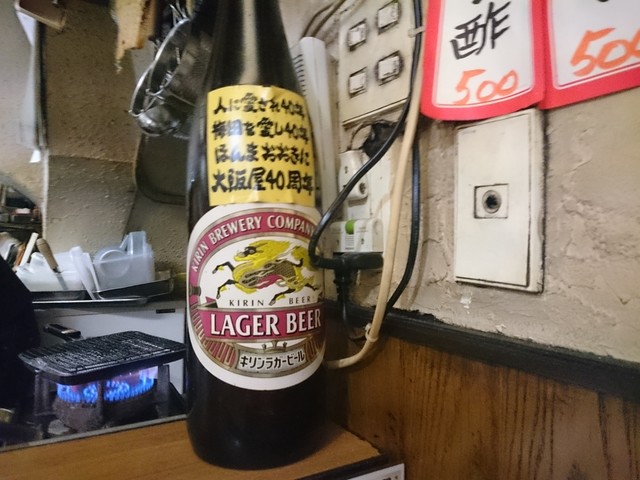 人に愛され40年
梅田を愛し40年
ほんまおおきに
大阪屋40周年
KIRIN BREWERY COMPANY
KIRIN BEER
LAGER BEER
キリンラガービール
酢
500
500